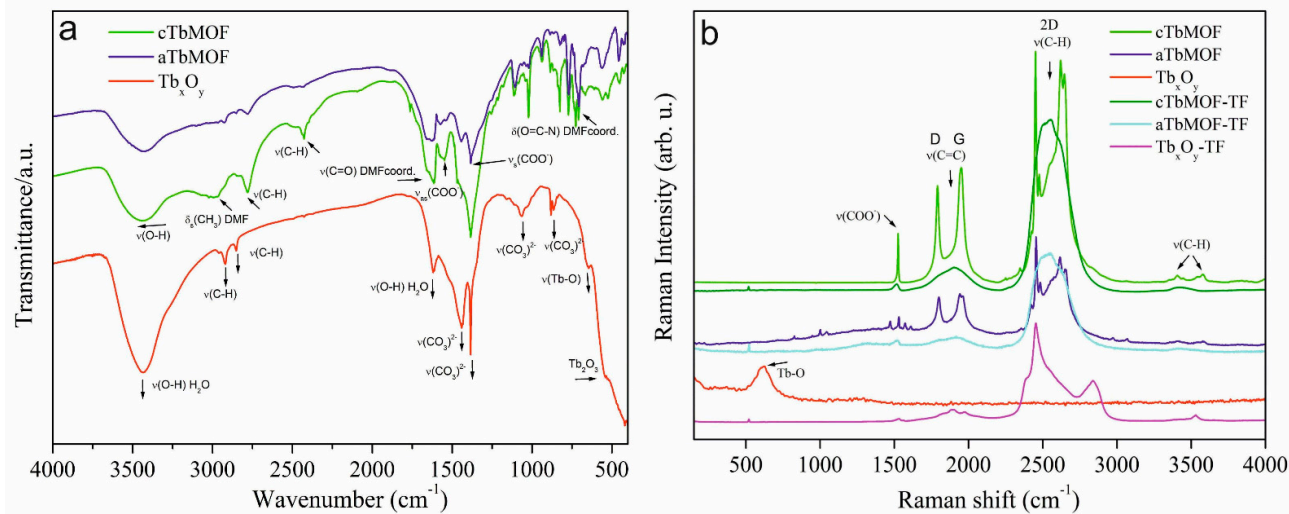 a
cTbMOF
aTbMOF
TbₓOᵧ
ν(O-H)
δₛ(CH₃) DMF
ν(C-H)
ν(C-H)
ν(C=O) DMFcoord.
νₐₛ(COO⁻)
νₛ(COO⁻)
δ(O=C-N) DMFcoord.
ν(O-H) H₂O
ν(C-H)
ν(C-H)
ν(O-H) H₂O
ν(CO₃)²⁻
ν(CO₃)²⁻
ν(CO₃)²⁻
ν(CO₃)²⁻
ν(Tb-O)
Tb₂O₃
Transmittance/a.u.
4000 3500 3000 2500 2000 1500 1000 500
Wavenumber (cm⁻¹)
b
cTbMOF
aTbMOF
TbₓOᵧ
cTbMOF-TF
aTbMOF-TF
TbₓOᵧ-TF
2D
ν(C-H)
D G
ν(C=C)
ν(COO⁻)
ν(C-H)
Tb-O
Raman Intensity (arb. u.)
500 1000 1500 2000 2500 3000 3500 4000
Raman shift (cm⁻¹)